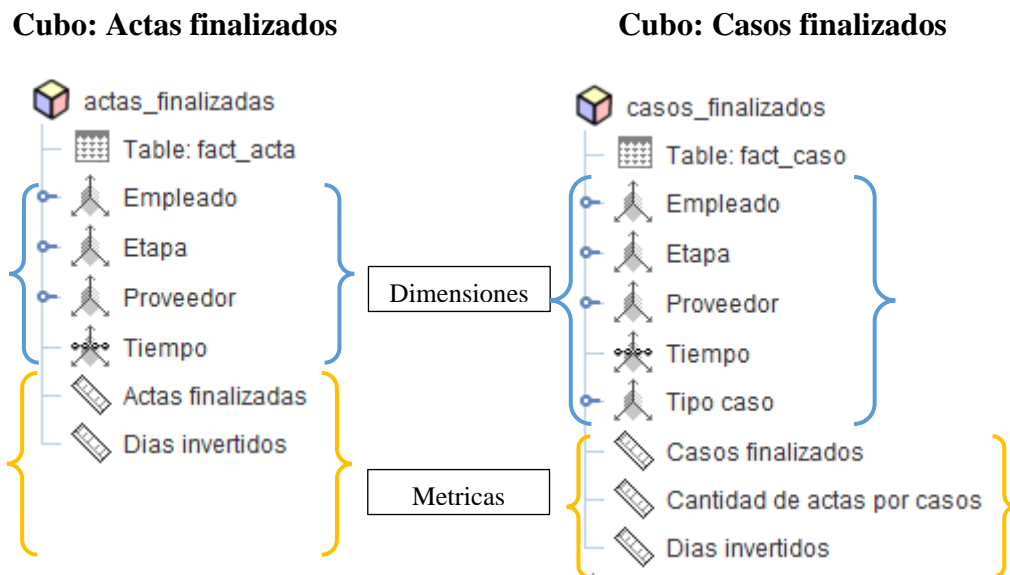 Cubo: Actas finalizados
actas_finalizadas
Table: fact_acta
Empleado
Etapa
Proveedor
Tiempo
Actas finalizadas
Dias invertidos
Dimensiones
Metricas
Cubo: Casos finalizados
casos_finalizados
Table: fact_caso
Empleado
Etapa
Proveedor
Tiempo
Tipo caso
Casos finalizados
Cantidad de actas por casos
Dias invertidos